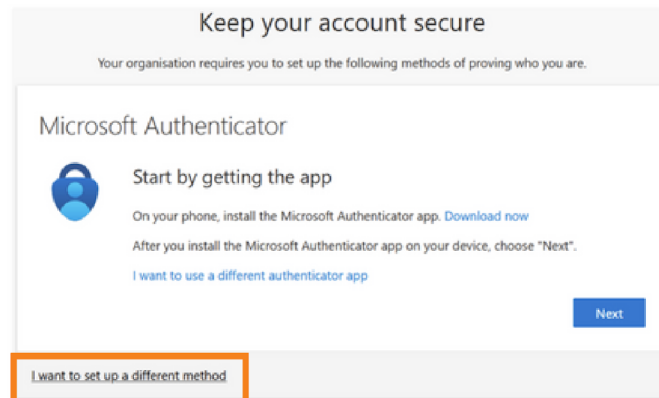 Keep your account secure
Your organisation requires you to set up the following methods of proving who you are.
Microsoft Authenticator
Start by getting the app
On your phone, install the Microsoft Authenticator app. Download now
After you install the Microsoft Authenticator app on your device, choose "Next".
I want to use a different authenticator app
Next
I want to set up a different method